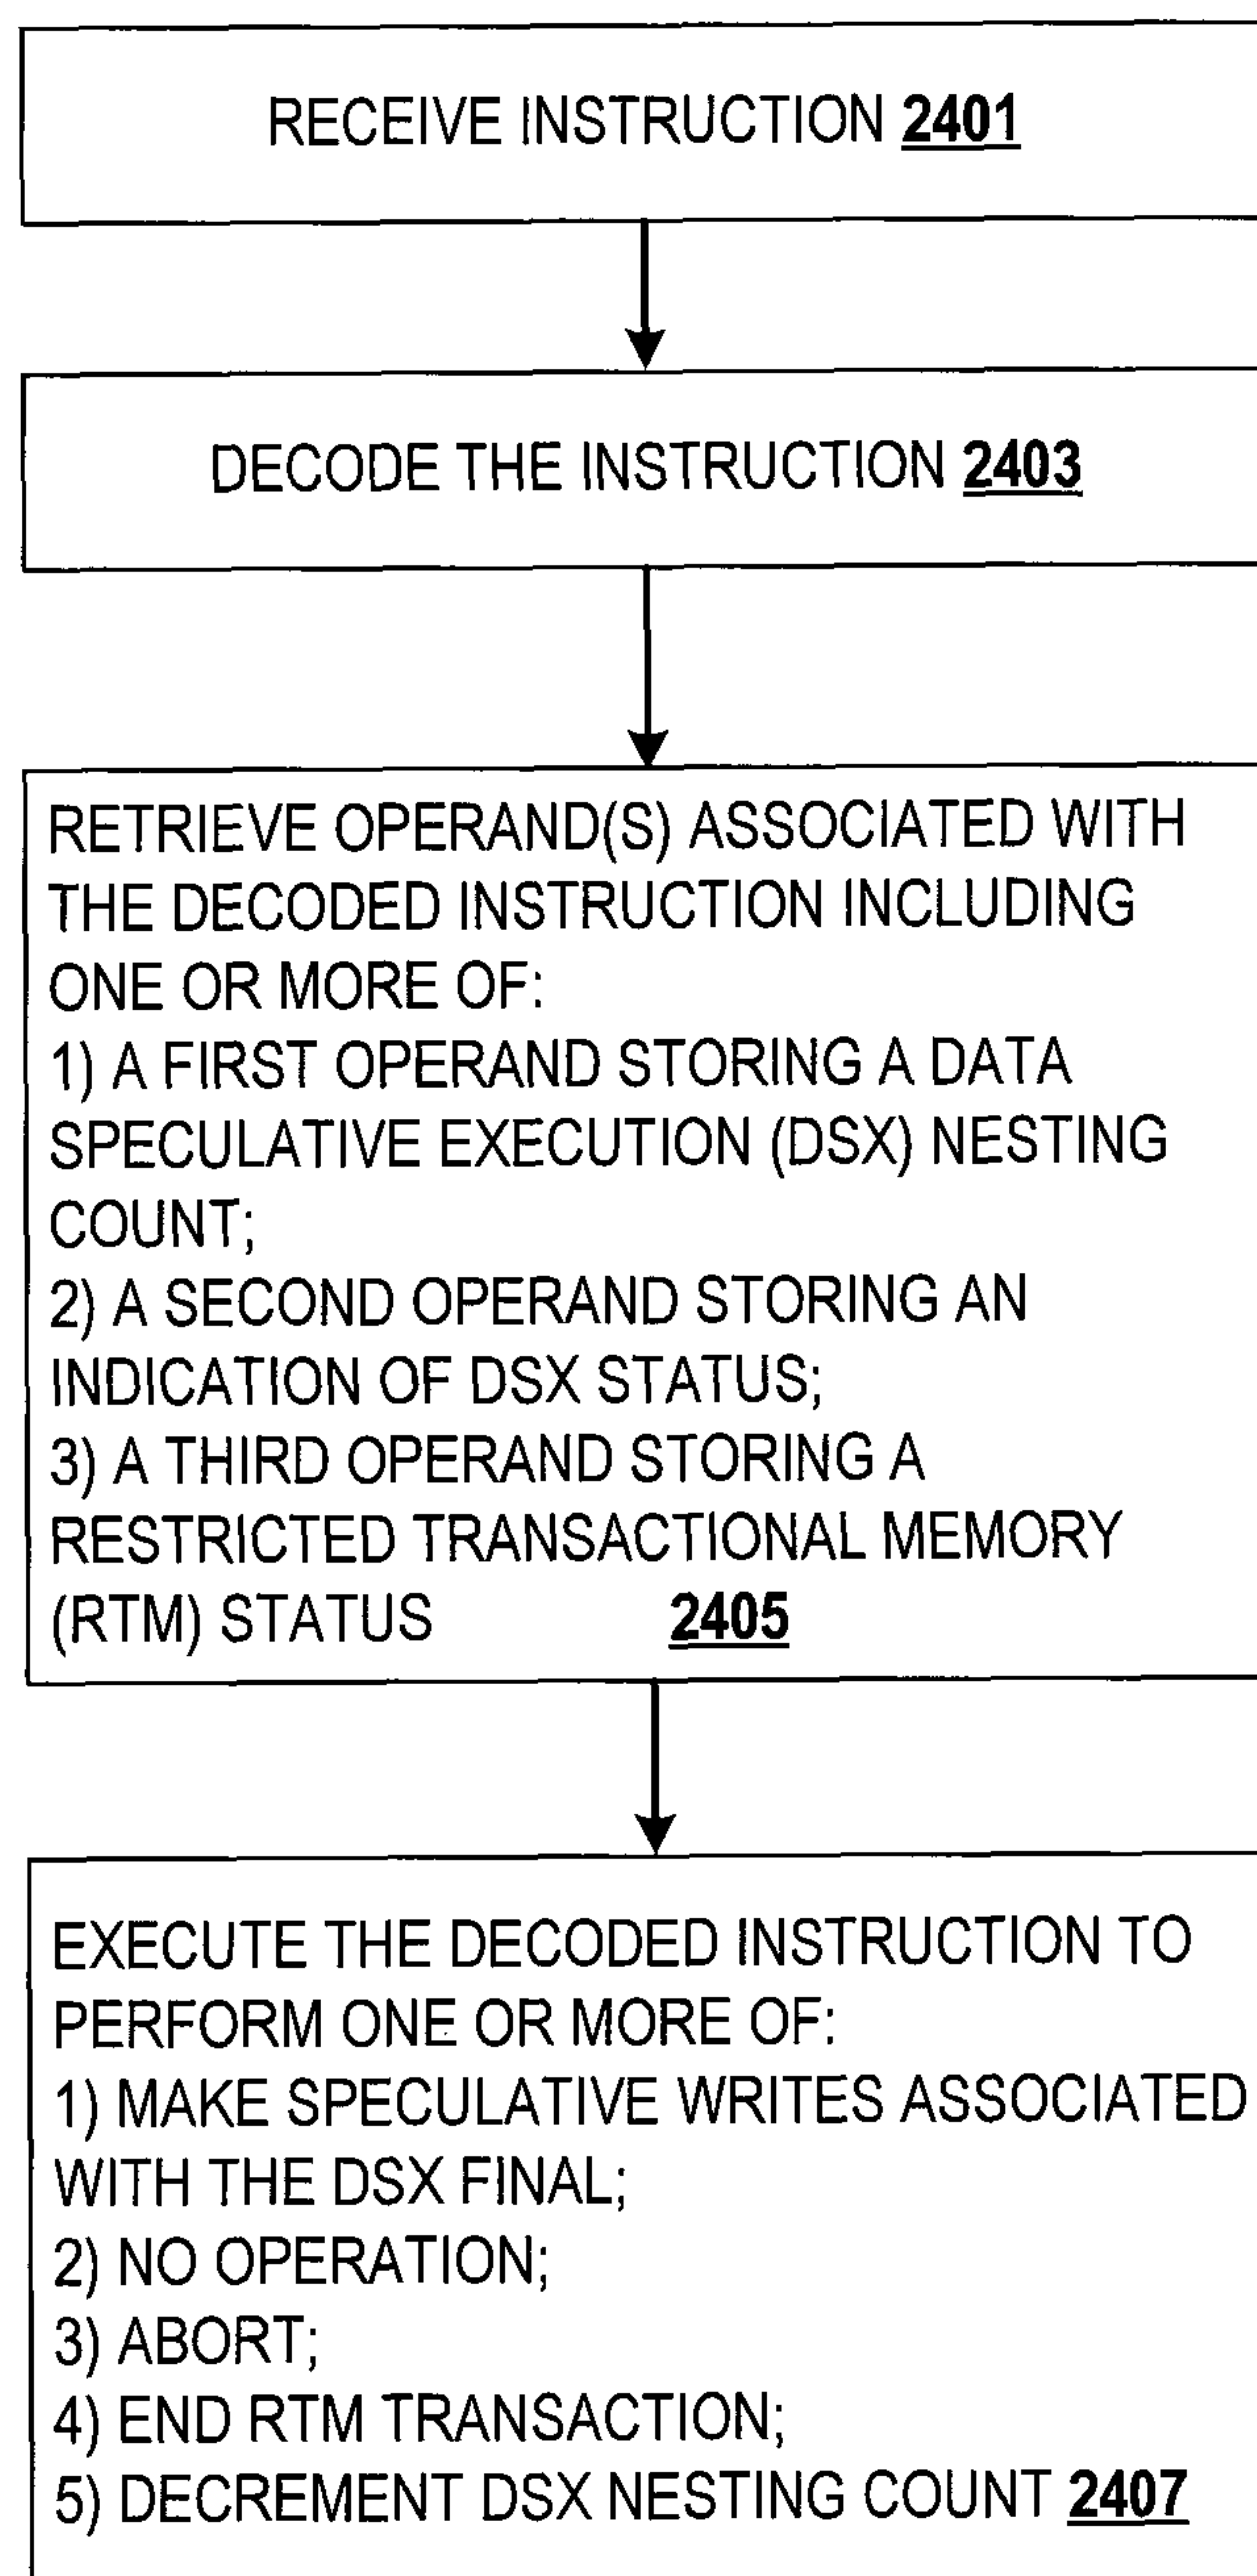 RECEIVE INSTRUCTION 2401
DECODE THE INSTRUCTION 2403
RETRIEVE OPERAND(S) ASSOCIATED WITH
THE DECODED INSTRUCTION INCLUDING
ONE OR MORE OF:
1) A FIRST OPERAND STORING A DATA
SPECULATIVE EXECUTION (DSX) NESTING
COUNT;
2) A SECOND OPERAND STORING AN
INDICATION OF DSX STATUS;
3) A THIRD OPERAND STORING A
RESTRICTED TRANSACTIONAL MEMORY
(RTM) STATUS 2405
EXECUTE THE DECODED INSTRUCTION TO
PERFORM ONE OR MORE OF:
1) MAKE SPECULATIVE WRITES ASSOCIATED
WITH THE DSX FINAL;
2) NO OPERATION;
3) ABORT;
4) END RTM TRANSACTION;
5) DECREMENT DSX NESTING COUNT 2407